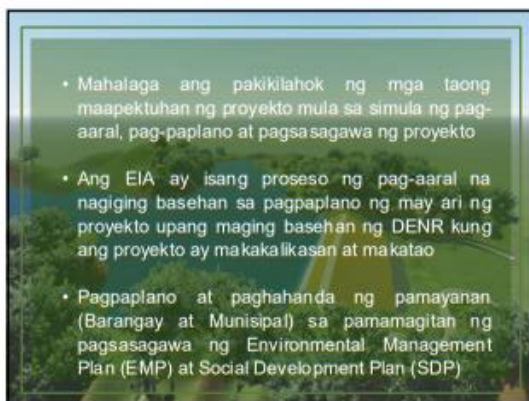 • Mahalaga ang pakikilahok ng mga taong
maapektuhan ng proyekto mula sa simula ng pag-
aaral, pag-paplano at pagsasagawa ng proyekto
• Ang EIA ay isang proseso ng pag-aaral na
nagiging basehan sa pagpaplano ng may ari ng
proyekto upang maging basehan ng DENR kung
ang proyekto ay makakalikasan at makatao
• Pagpaplano at paghahanda ng pamayanan
(Barangay at Munisipal) sa pamamagitan ng
pagsasagawa ng Environmental Management
Plan (EMP) at Social Development Plan (SDP)